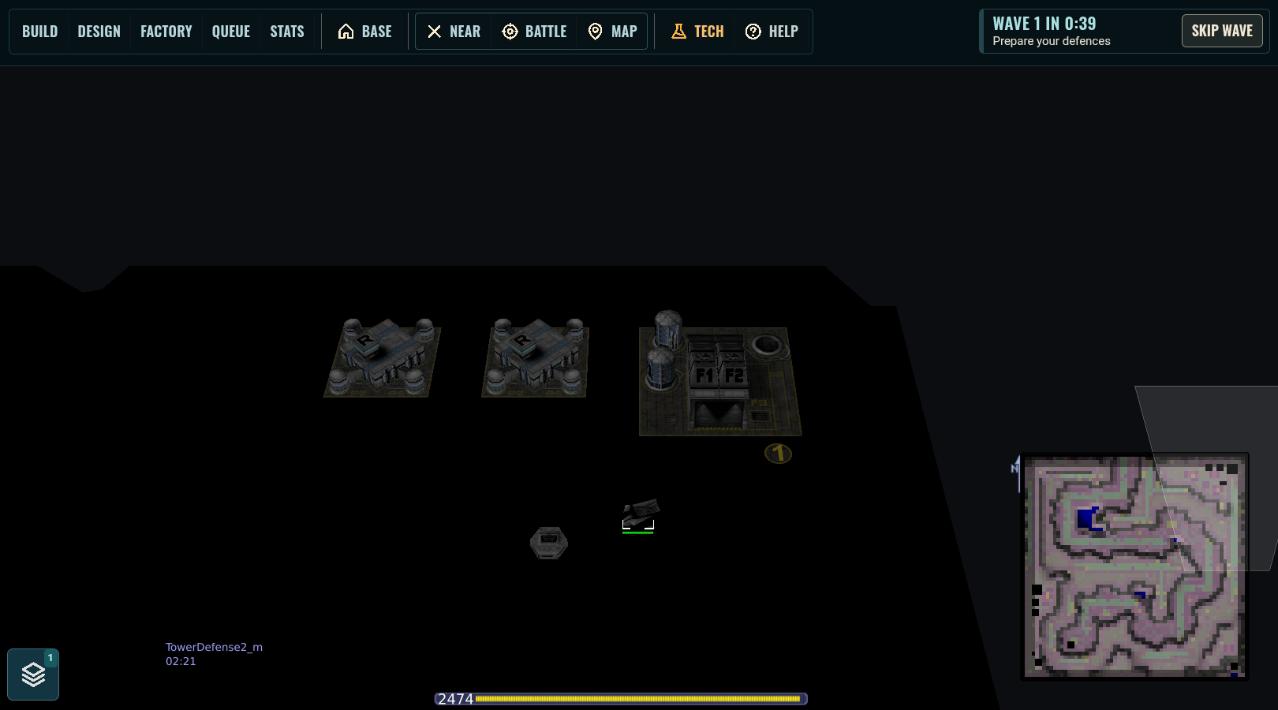 BUILD DESIGN FACTORY QUEUE STATS BASE NEAR BATTLE MAP TECH HELP
WAVE 1 IN 0:39
Prepare your defences
SKIP WAVE
R R F1 F2
1
N
1
TowerDefense2_m
02:21
2474